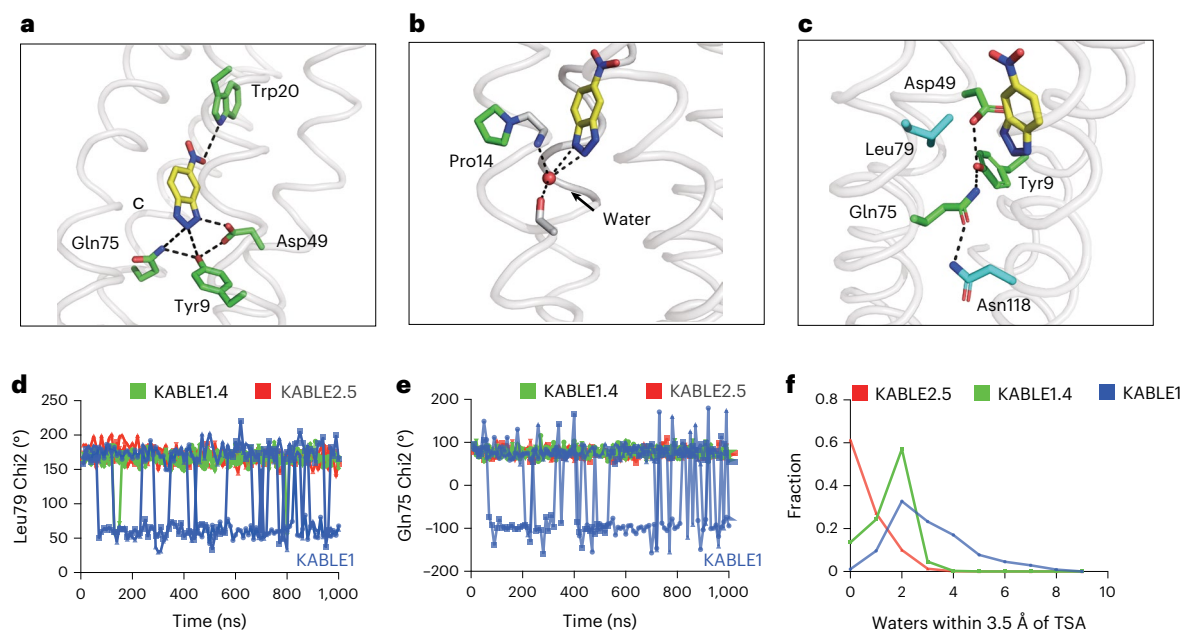 a
Trp20
C
Gln75
Asp49
Tyr9
b
Pro14
Water
c
Asp49
Leu79
Tyr9
Gln75
Asn118
d
KABLE1.4 KABLE2.5
Leu79 Chi2 (°)
250
200
150
100
50
0
KABLE1
0 200 400 600 800 1,000
Time (ns)
e
KABLE1.4 KABLE2.5
Gln75 Chi2 (°)
200
100
0
–100
–200
KABLE1
0 200 400 600 800 1,000
Time (ns)
f
KABLE2.5 KABLE1.4 KABLE1
Fraction
0.8
0.6
0.4
0.2
0
0 2 4 6 8 10
Waters within 3.5 Å of TSA